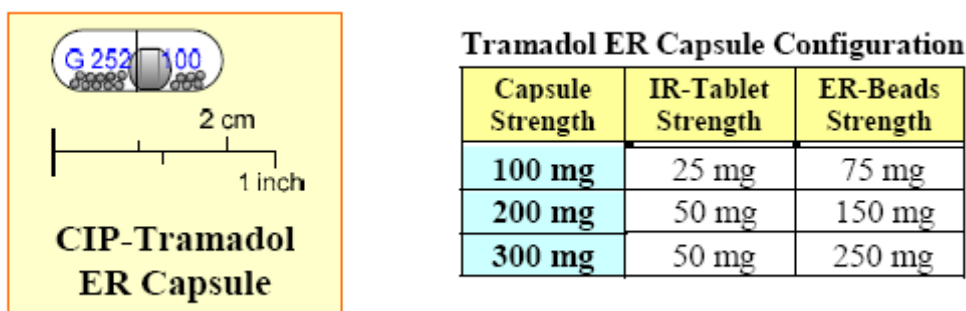 G 252 100
2 cm
1 inch
CIP-Tramadol
ER Capsule
Tramadol ER Capsule Configuration
Capsule Strength IR-Tablet Strength ER-Beads Strength
100 mg 25 mg 75 mg
200 mg 50 mg 150 mg
300 mg 50 mg 250 mg